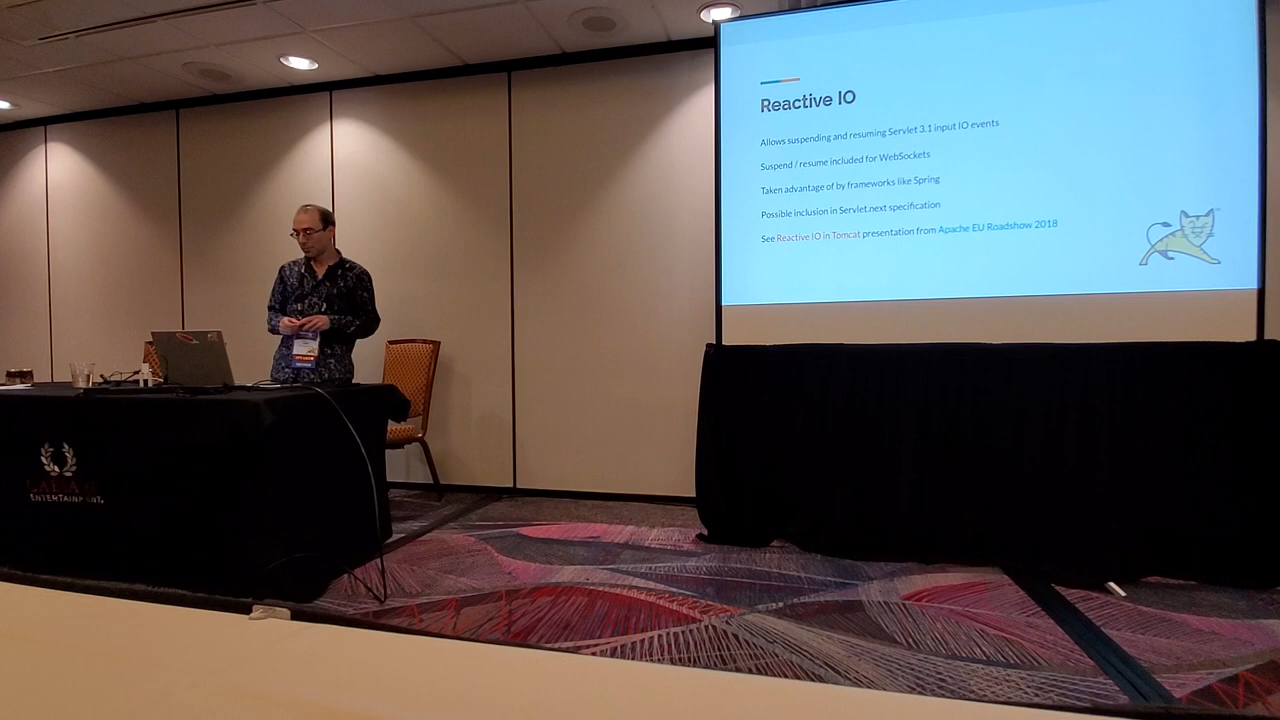 Reactive IO
Allows suspending and resuming Servlet 3.1 input IO events
Suspend / resume included for WebSockets
Taken advantage of by frameworks like Spring
Possible inclusion in Servlet.next specification
See Reactive IO in Tomcat presentation from Apache EU Roadshow 2018
ENTERTAINMENT